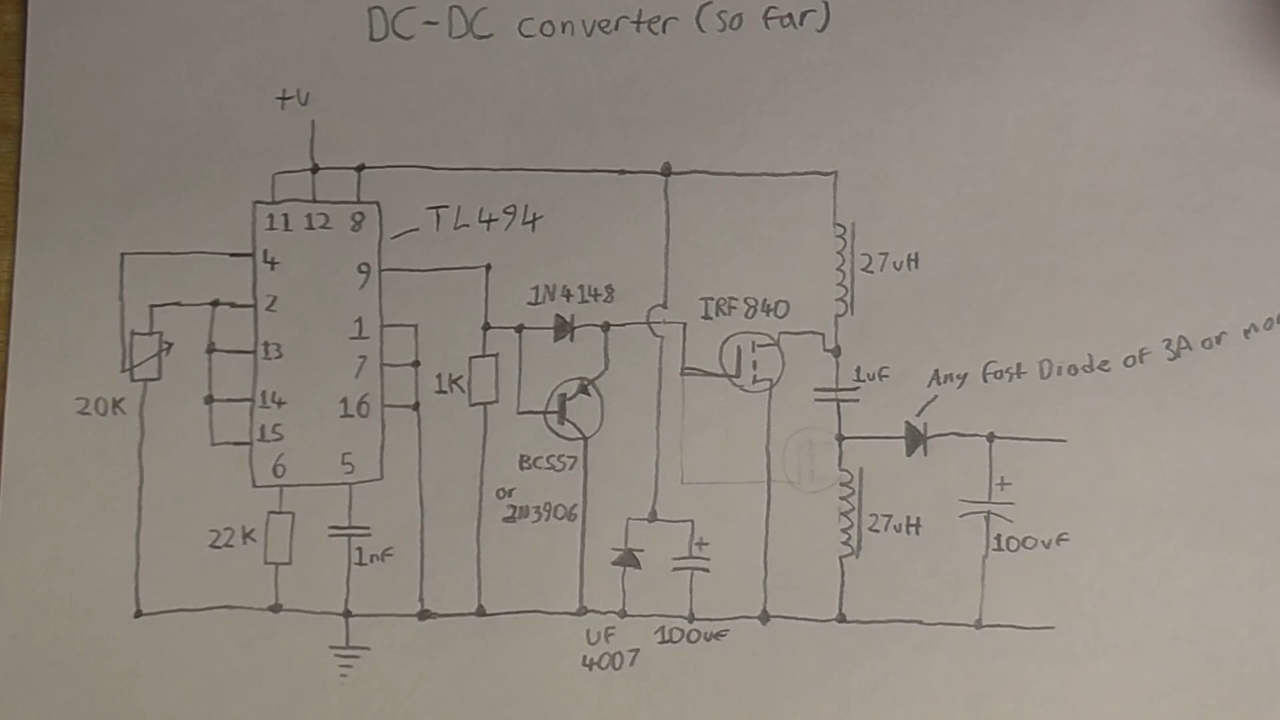 DC-DC converter (so far)
+V
11 12 8
TL494
4
9
2
1
13
7
14
16
15
6
5
20K
22K
1nF
1K
1N4148
BC557
or
2N3906
IRF840
27uH
1uF
Any fast Diode of 3A or
27uH
+
100uF
+
UF
4007
100uF